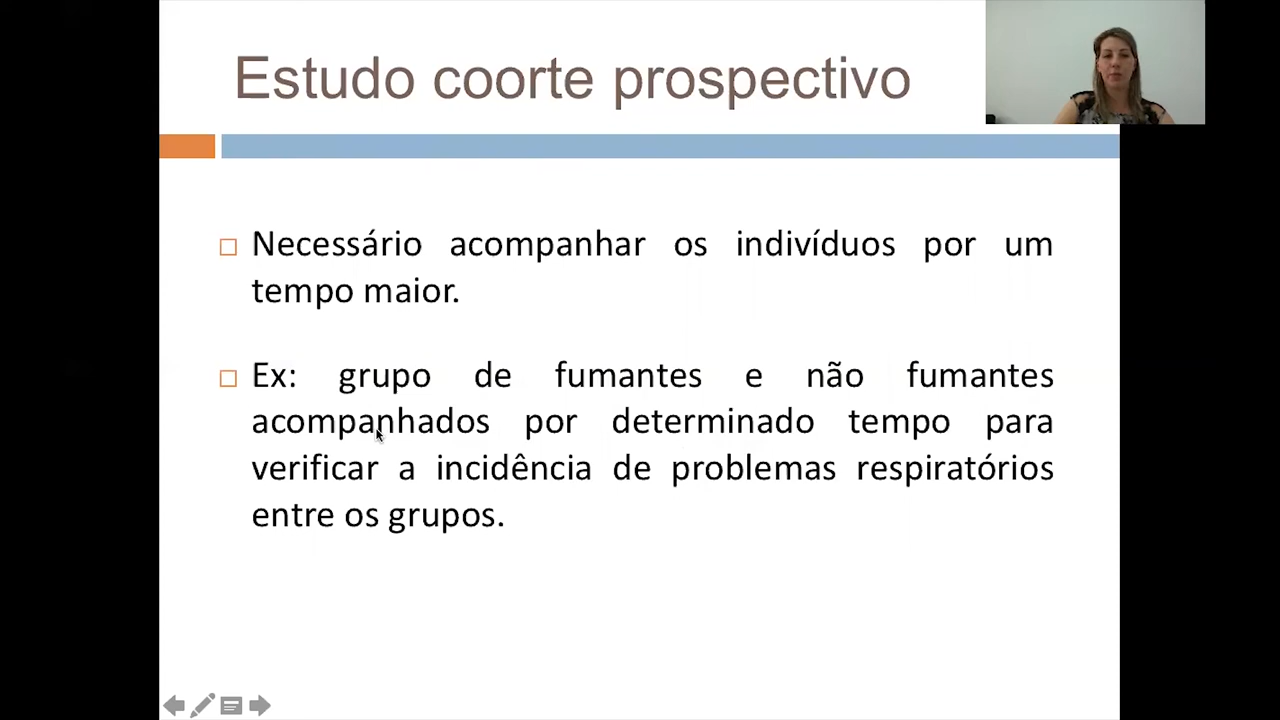 Estudo coorte prospectivo
Necessário acompanhar os indivíduos por um
tempo maior.
Ex: grupo de fumantes e não fumantes
acompanhados por determinado tempo para
verificar a incidência de problemas respiratórios
entre os grupos.